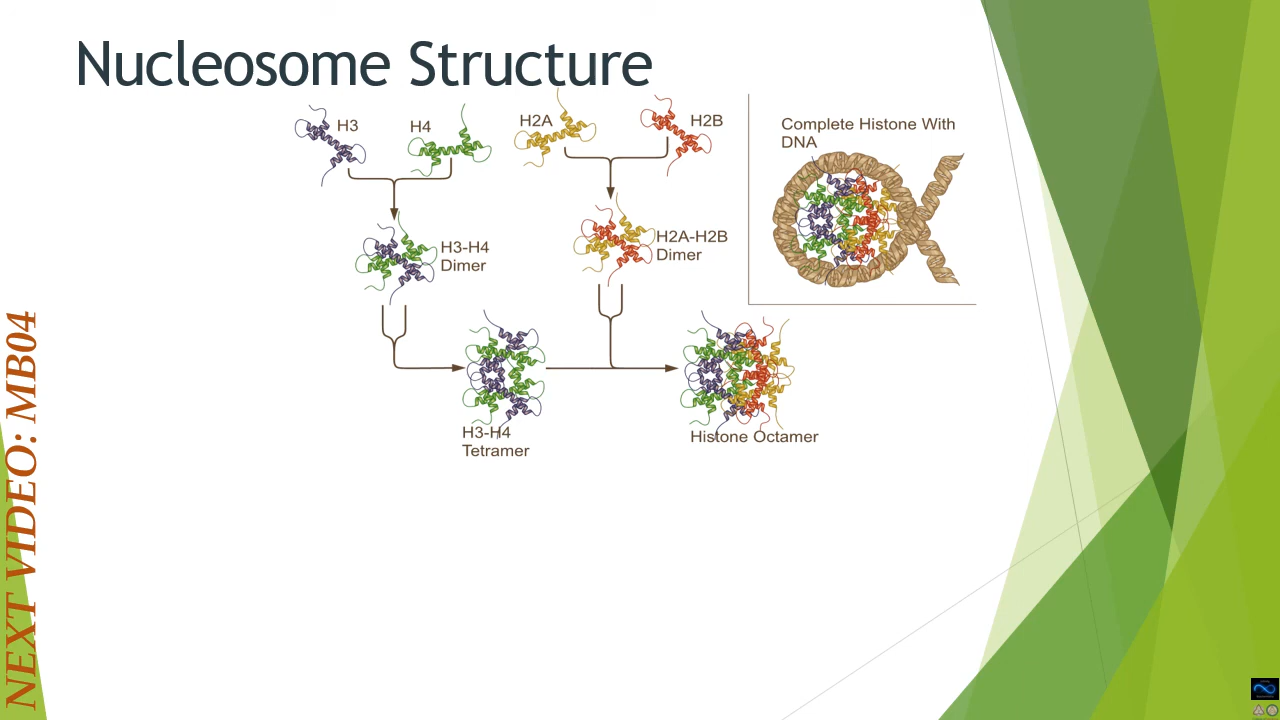 Nucleosome Structure
H3
H4
H2A
H2B
Complete Histone With
DNA
H3-H4
Dimer
H2A-H2B
Dimer
H3-H4
Tetramer
Histone Octamer
NEXT VIDEO: MB04